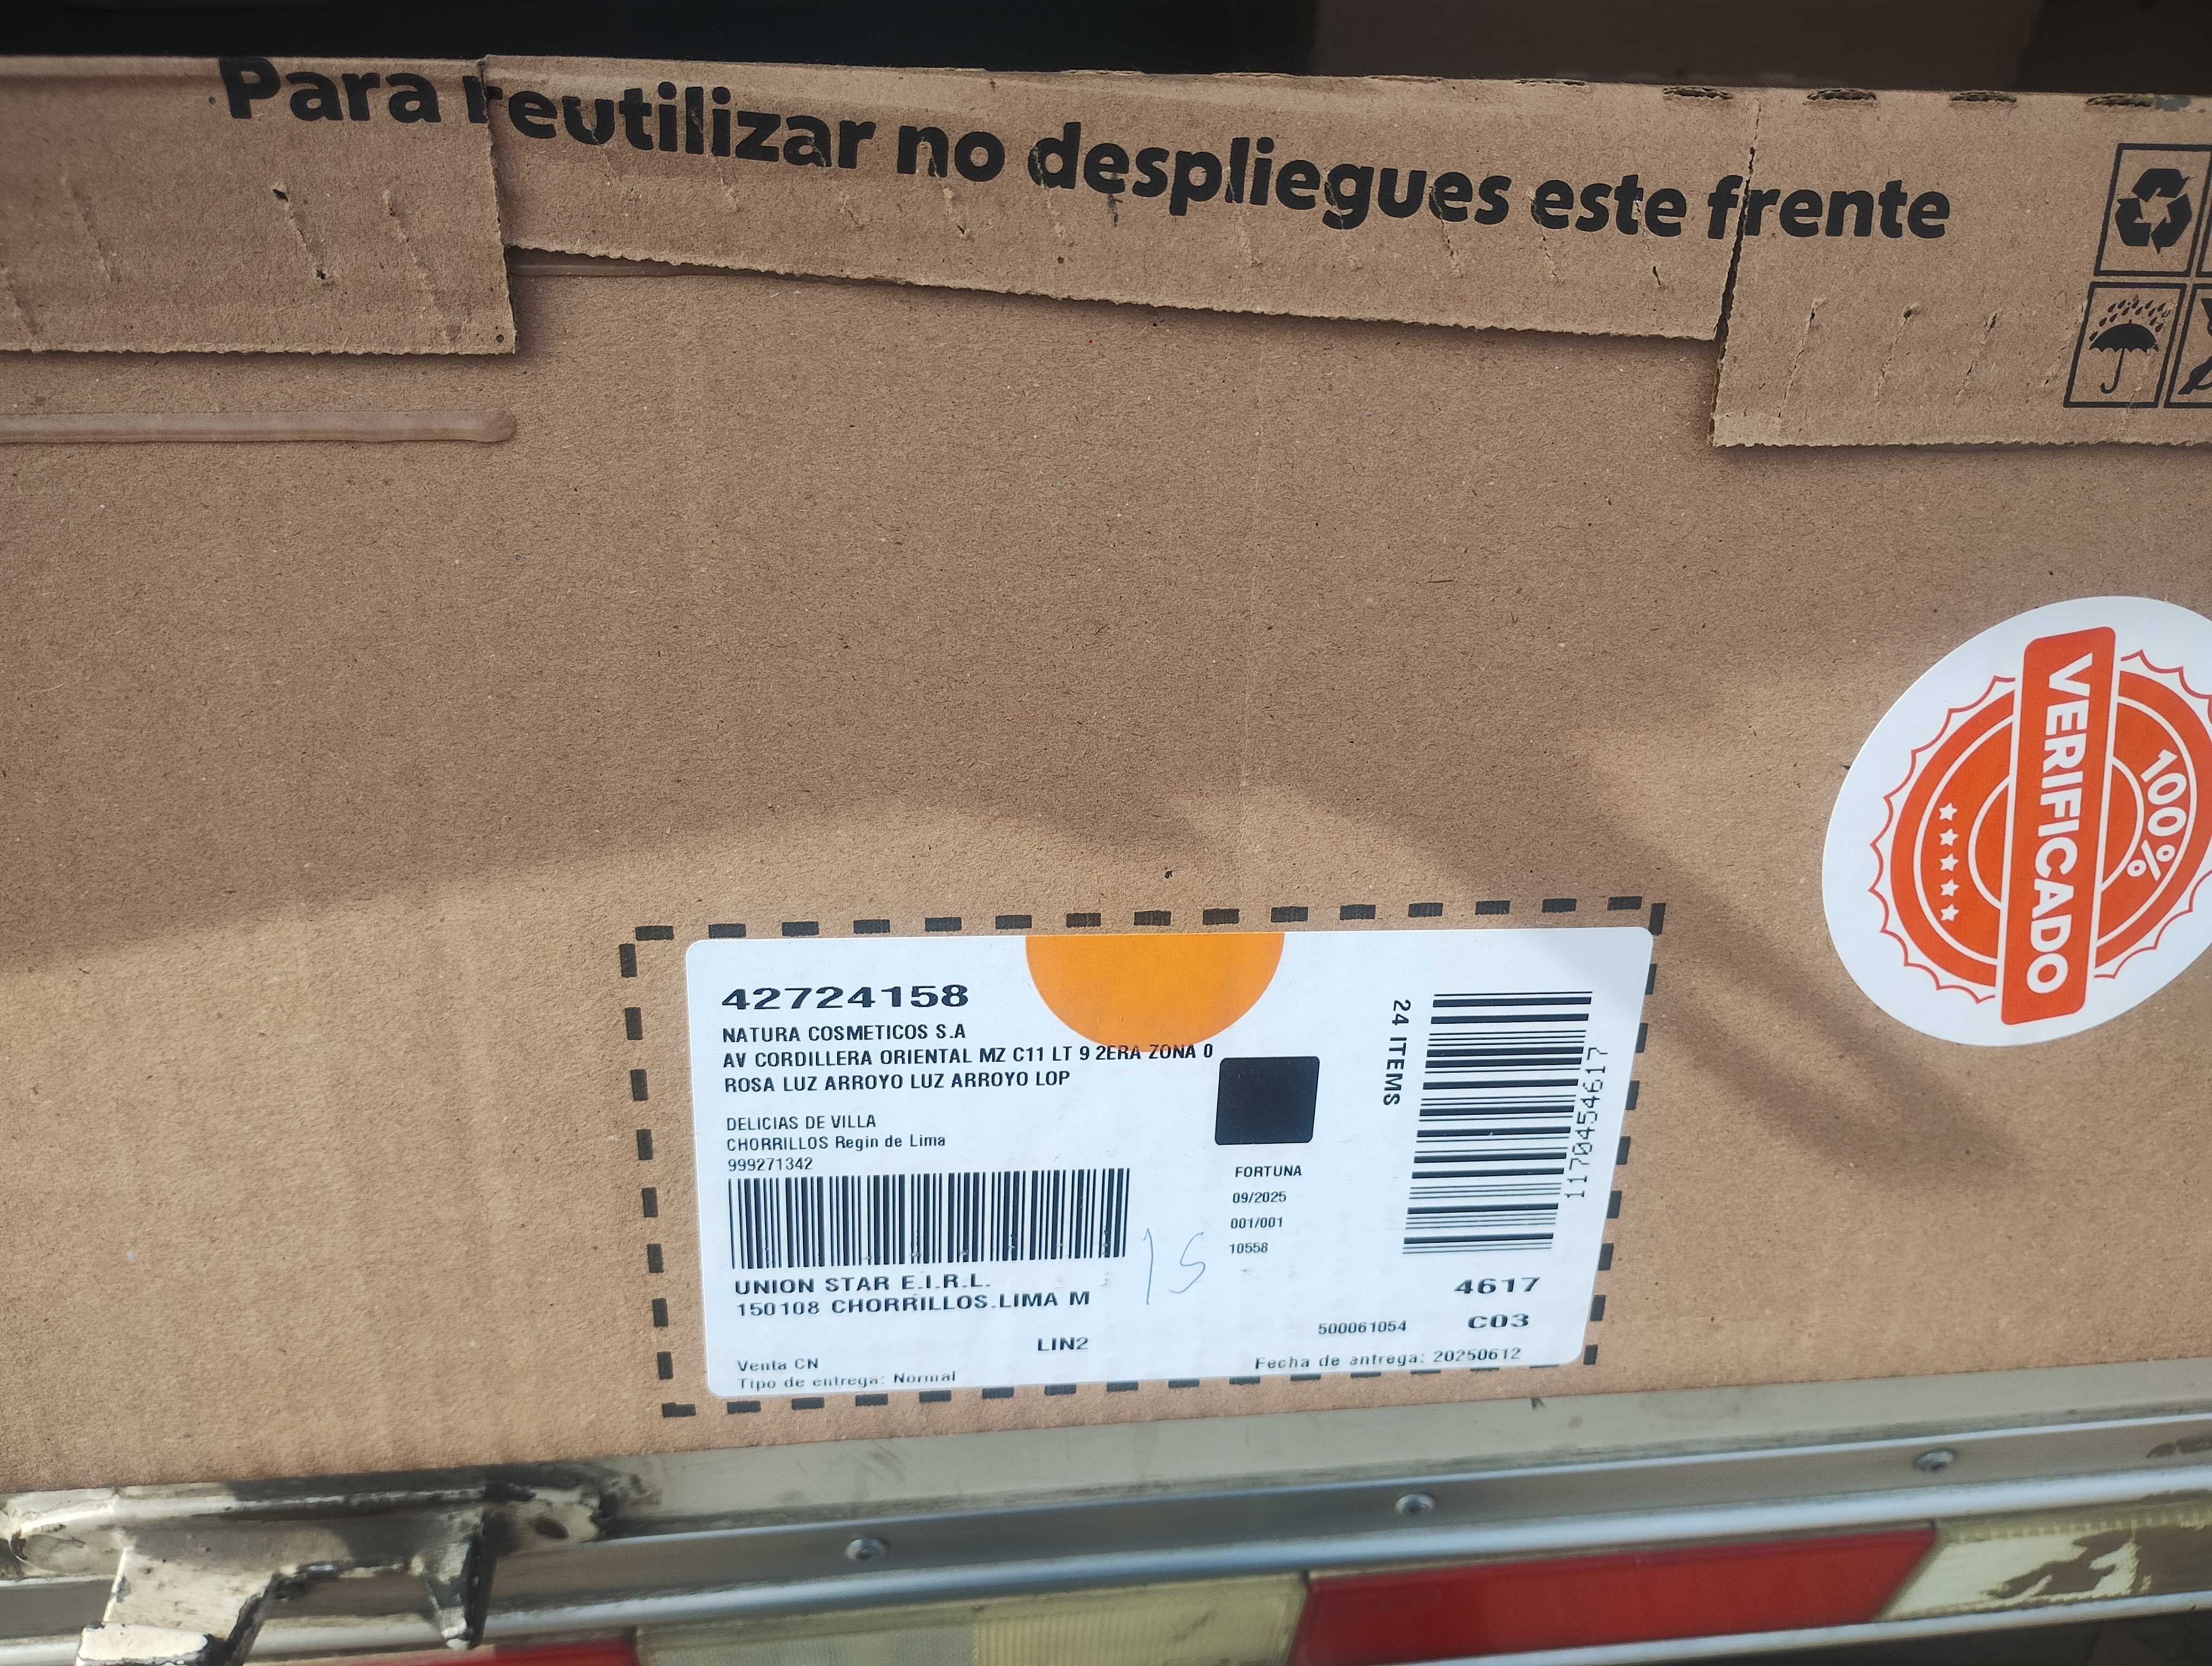 Para reutilizar no despliegues este frente
VERIFICADO
100%
42724158
NATURA COSMETICOS S.A
AV CORDILLERA ORIENTAL MZ C11 LT 9 2ERA ZONA 0
ROSA LUZ ARROYO LUZ ARROYO LOP
DELICIAS DE VILLA
CHORRILLOS Regin de Lima
999271342
24 ITEMS
1170454617
FORTUNA
09/2025
001/001
10558
15
UNION STAR E.I.R.L.
150108 CHORRILLOS.LIMA M
4617
LIN2
500061054
C03
Venta CN
Fecha de entrega: 20250612
Tipo de entrega: Normal